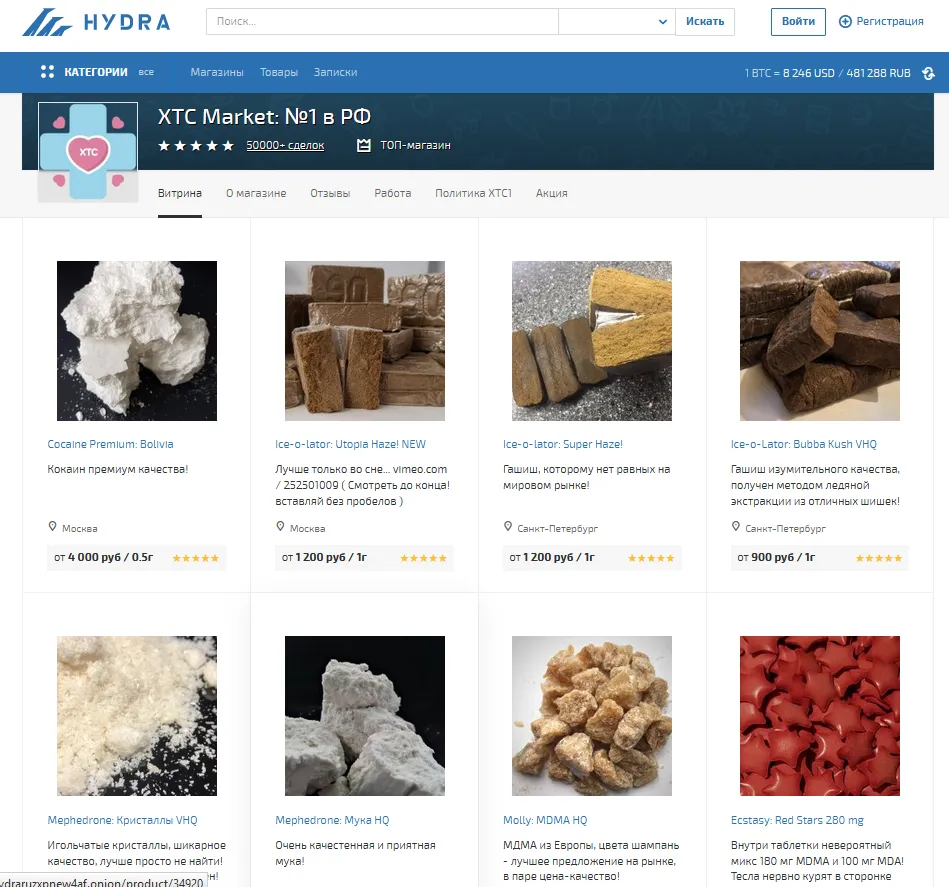 HYDRA
Поиск...
Искать
Войти
Регистрация
КАТЕГОРИИ все
Магазины Товары Записки
1 BTC = 8 246 USD / 481 288 RUB
XTC
XTC Market: №1 в РФ
50000+ сделок
ТОП-магазин
Витрина О магазине Отзывы Работа Политика XTC1 Акция
Cocaine Premium: Bolivia
Кокаин премиум качества!
Москва
от 4 000 руб / 0.5г
Ice-o-lator: Utopia Haze! NEW
Лучше только во сне... vimeo.com
/ 252501009 ( Смотреть до конца!
вставляй без пробелов )
Москва
от 1 200 руб / 1г
Ice-o-lator: Super Haze!
Гашиш, которому нет равных на
мировом рынке!
Санкт-Петербург
от 1 200 руб / 1г
Ice-o-Lator: Bubba Kush VHQ
Гашиш изумительного качества,
получен методом ледяной
экстракции из отличных шишек!
Санкт-Петербург
от 900 руб / 1г
Mephedrone: Кристаллы VHQ
Игольчатые кристаллы, шикарное
качество, лучше просто не найти!
Mephedrone: Мука HQ
Очень качестенная и приятная
мука!
Molly: MDMA HQ
МДМА из Европы, цвета шампань
- лучшее предложение на рынке,
в паре цена-качество!
Ecstasy: Red Stars 280 mg
Внутри таблетки невероятный
микс 180 мг MDMA и 100 мг MDA!
Тесла нервно курят в сторонке
ydraruzxpnew4af.onion/product/34920